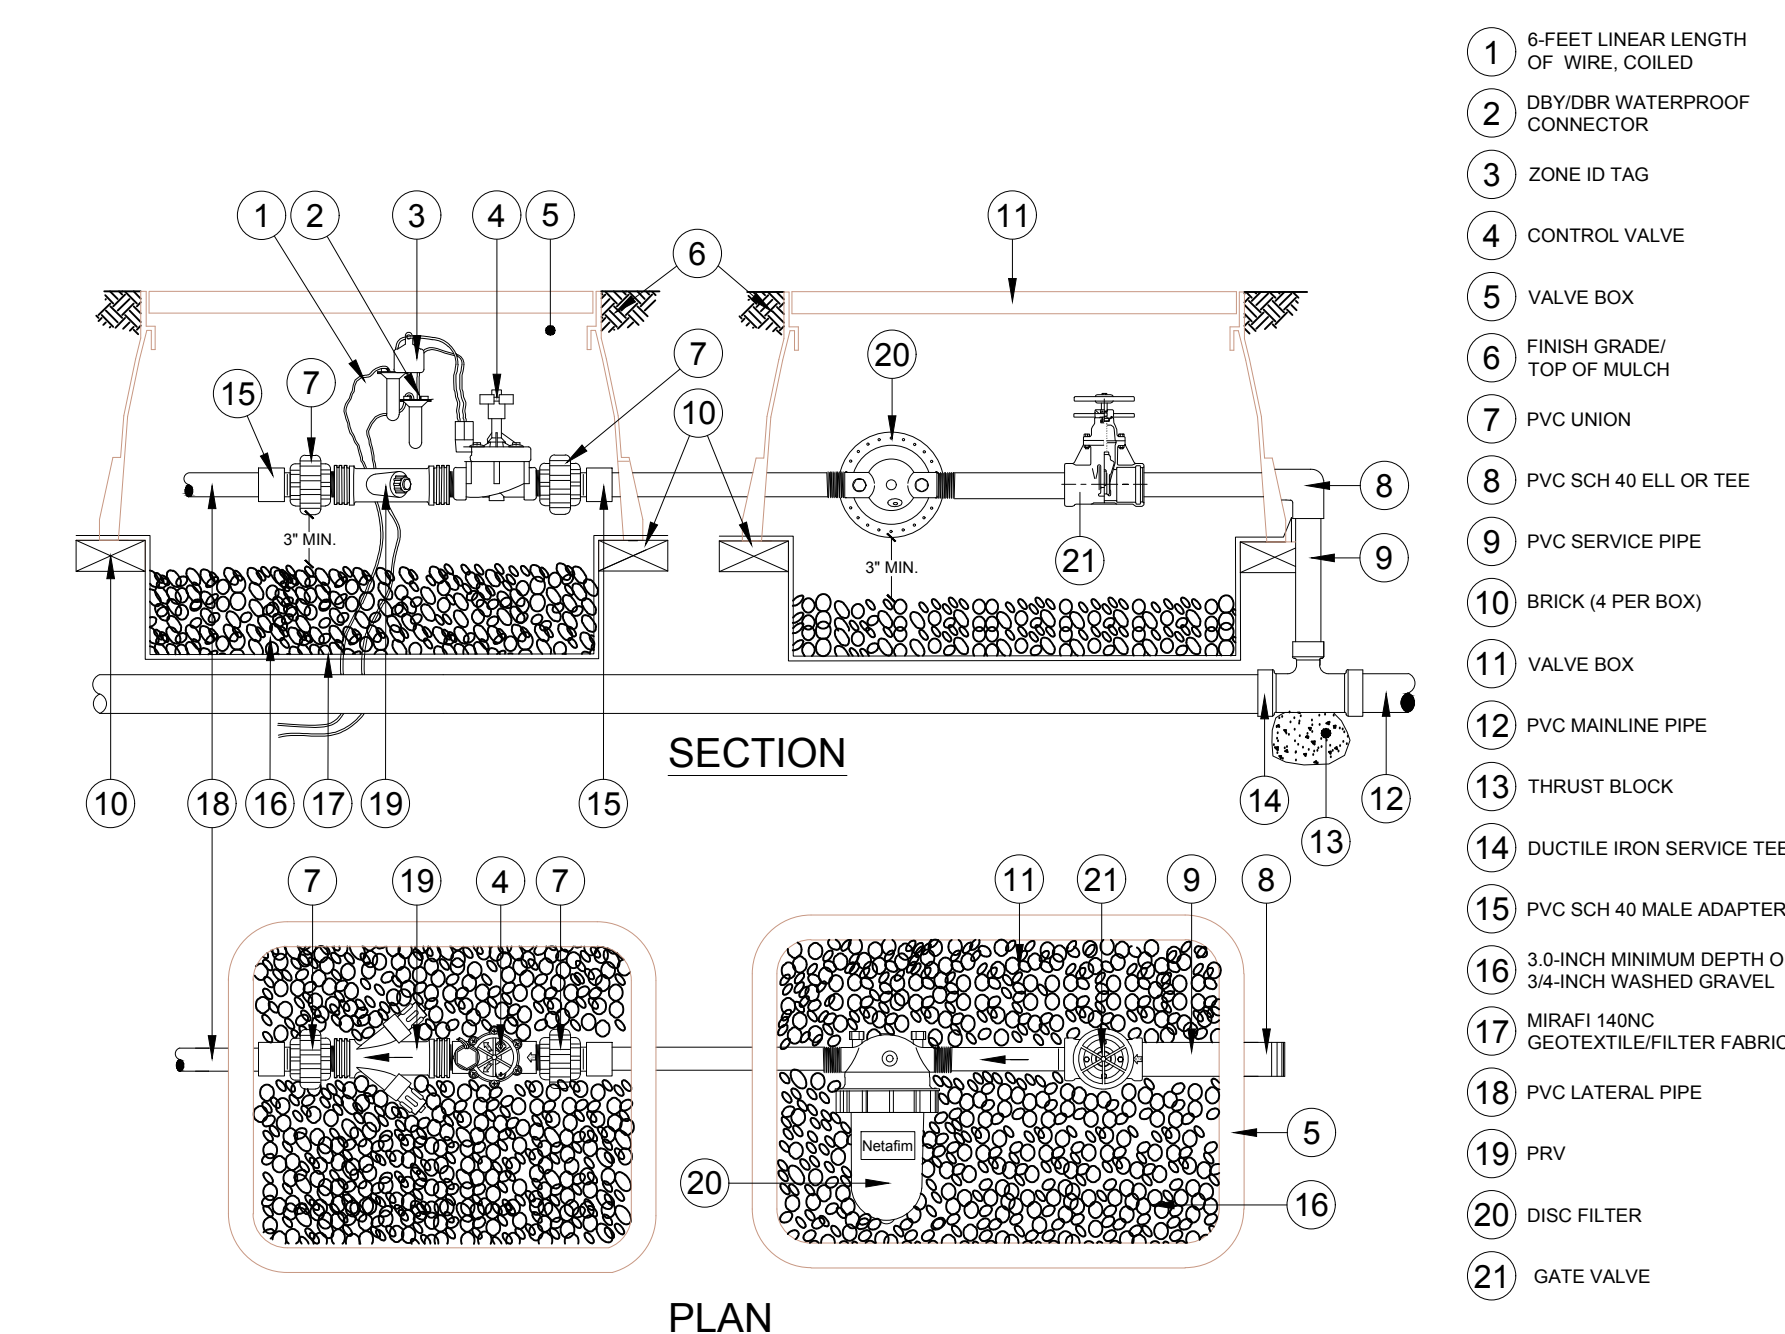 1 2 3 4 5 11
6
20
7 7
15
10
8
3" MIN.
3" MIN.
21
9
SECTION
10 18 16 17 19 15 14 13 12
7 19 4 7 11 21 9 8
Netafim
5
20
16
PLAN
1 6-FEET LINEAR LENGTH
OF WIRE, COILED
2 DBY/DBR WATERPROOF
CONNECTOR
3 ZONE ID TAG
4 CONTROL VALVE
5 VALVE BOX
6 FINISH GRADE/
TOP OF MULCH
7 PVC UNION
8 PVC SCH 40 ELL OR TEE
9 PVC SERVICE PIPE
10 BRICK (4 PER BOX)
11 VALVE BOX
12 PVC MAINLINE PIPE
13 THRUST BLOCK
14 DUCTILE IRON SERVICE TEE
15 PVC SCH 40 MALE ADAPTER
16 3.0-INCH MINIMUM DEPTH O
3/4-INCH WASHED GRAVEL
17 MIRAFI 140NC
GEOTEXTILE/FILTER FABRIC
18 PVC LATERAL PIPE
19 PRV
20 DISC FILTER
21 GATE VALVE